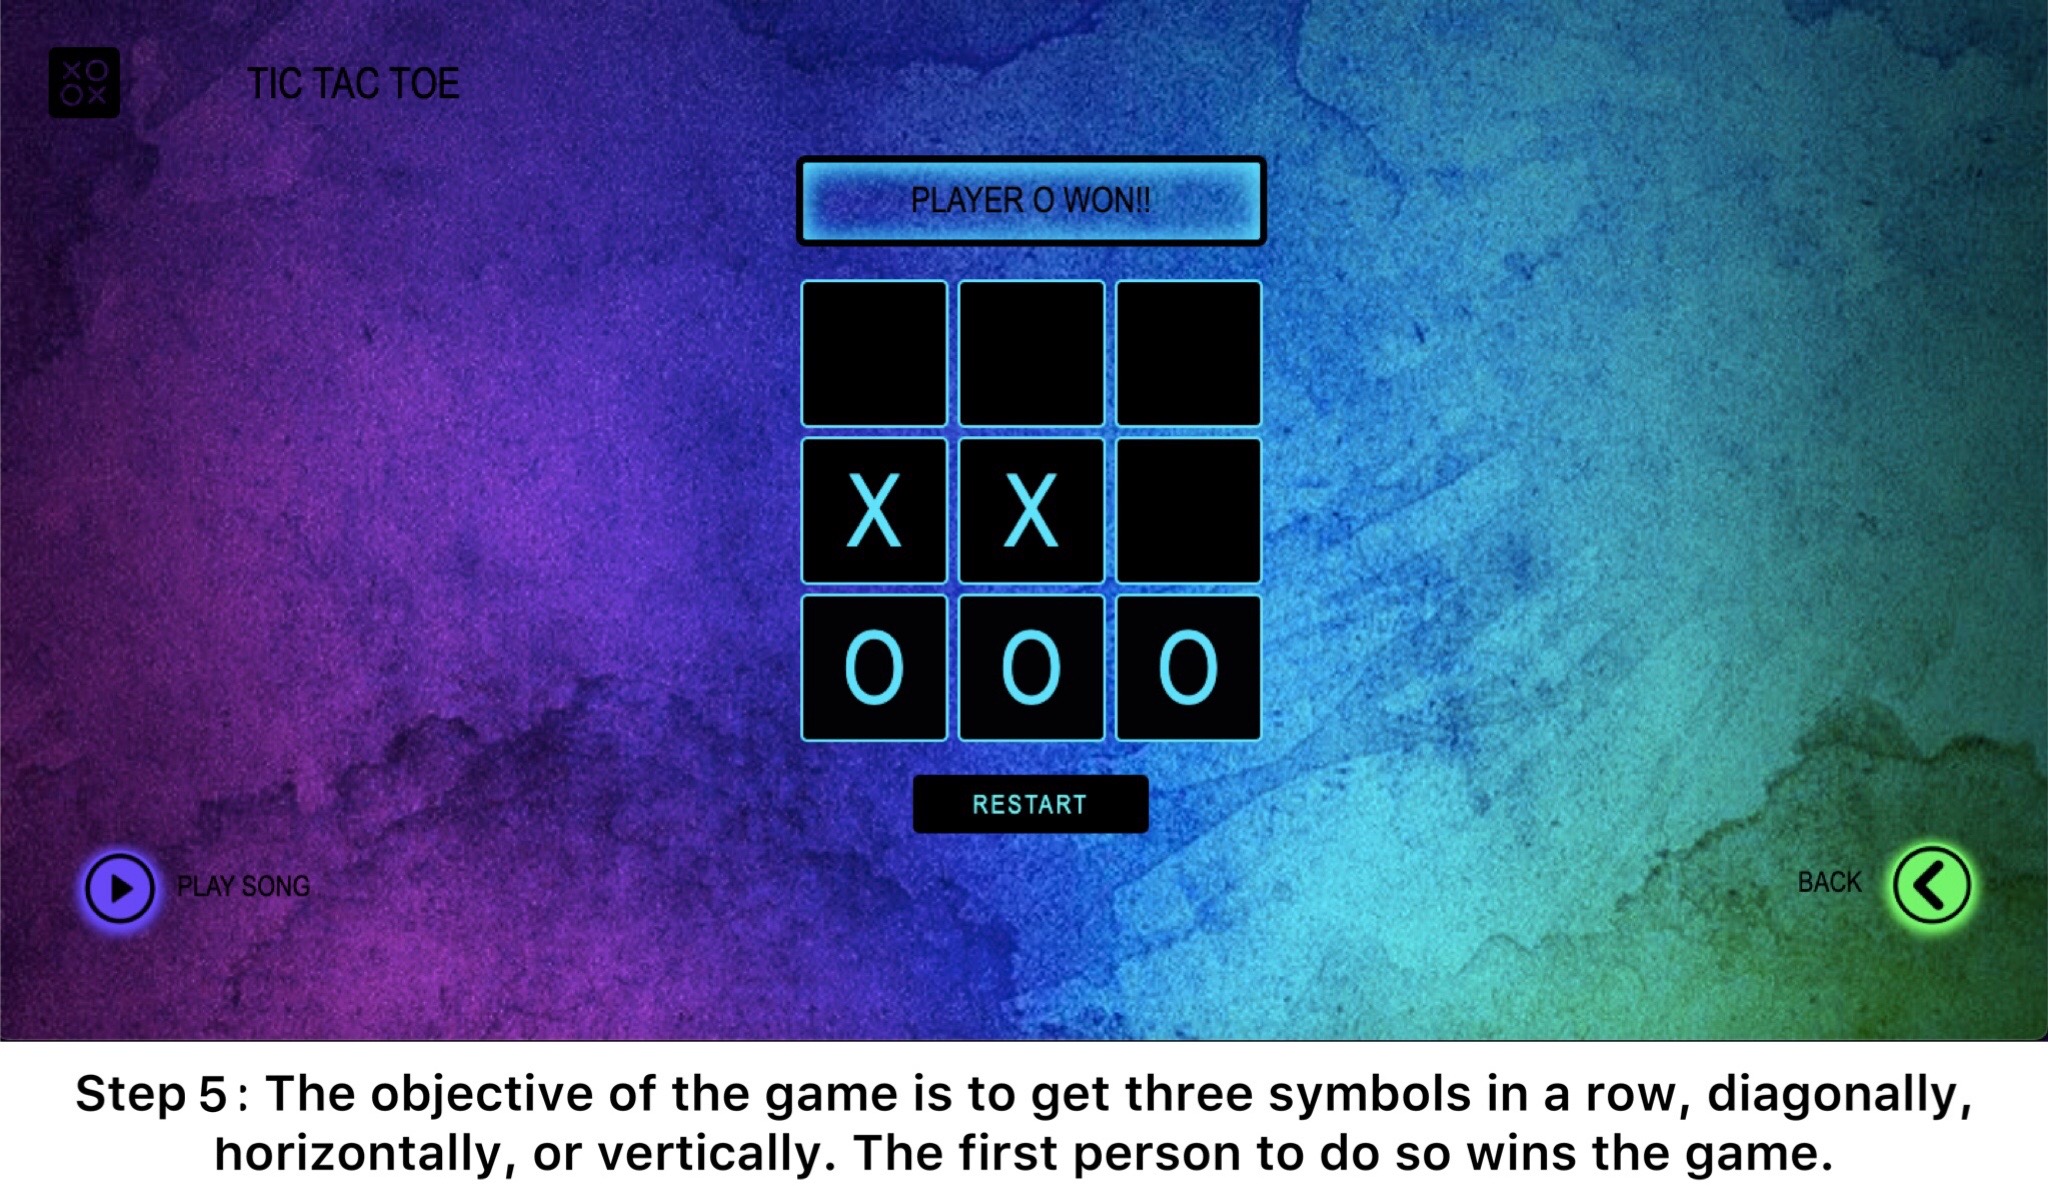 XO
OX
TIC TAC TOE
PLAYER O WON!!
X X
O O O
RESTART
PLAY SONG
BACK
Step 5: The objective of the game is to get three symbols in a row, diagonally,
horizontally, or vertically. The first person to do so wins the game.